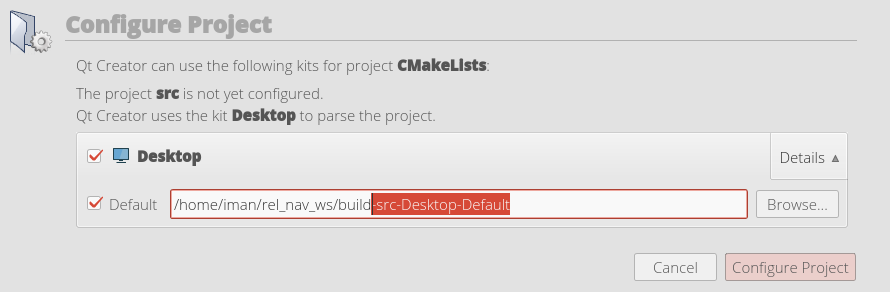 Configure Project
Qt Creator can use the following kits for project CMakeLists:
The project src is not yet configured.
Qt Creator uses the kit Desktop to parse the project.
Desktop
Details
Default /home/iman/rel_nav_ws/build-src-Desktop-Default Browse...
Cancel Configure Project